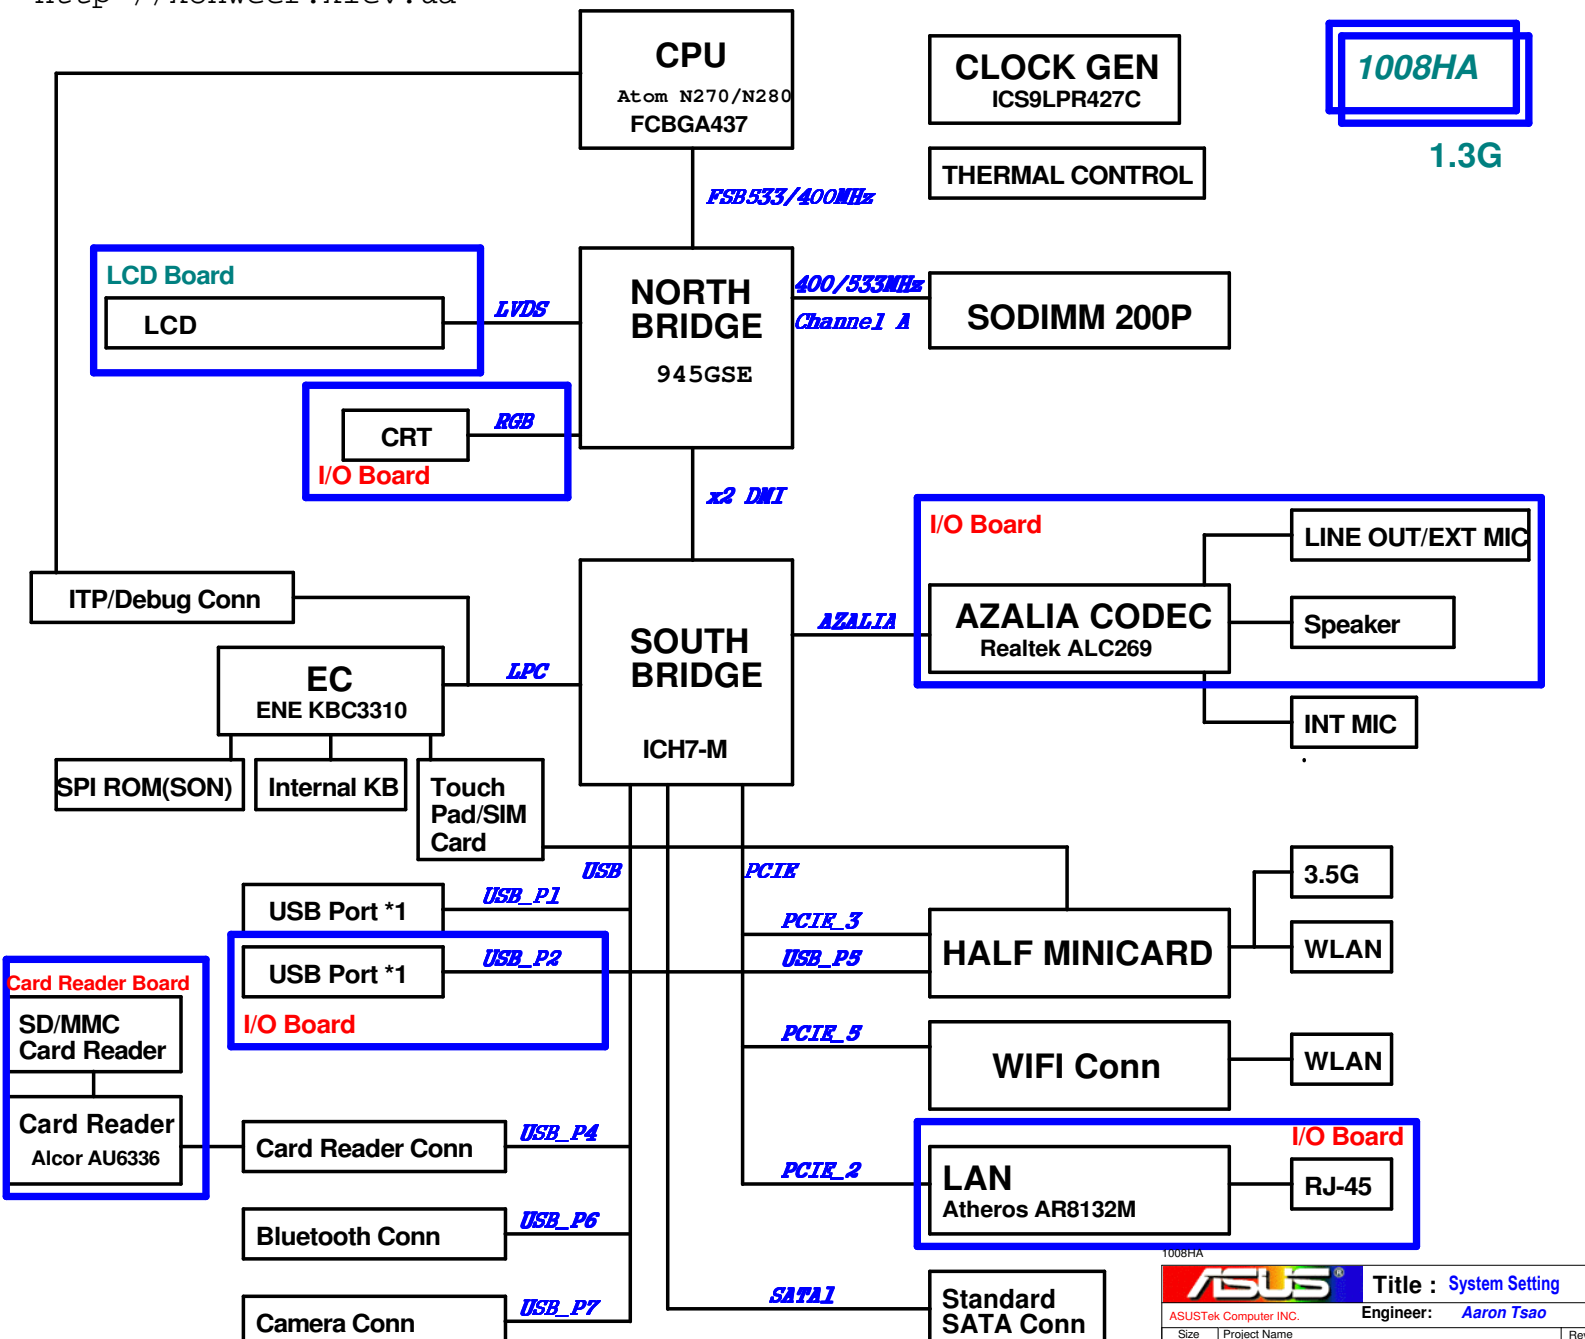 CPU
Atom N270/N280
FCBGA437
CLOCK GEN
ICS9LPR427C
1008HA
1.3G
THERMAL CONTROL
FSB533/400MHz
LCD Board
LCD
LVDS
NORTH
BRIDGE
945GSE
400/533MHz
Channel A
SODIMM 200P
CRT
RGB
I/O Board
x2 DMI
I/O Board
LINE OUT/EXT MIC
ITP/Debug Conn
AZALIA
AZALIA CODEC
Realtek ALC269
Speaker
SOUTH
BRIDGE
ICH7-M
EC
ENE KBC3310
LPC
INT MIC
SPI ROM(SON)
Internal KB
Touch
Pad/SIM
Card
USB
PCIE
3.5G
USB Port *1
USB_P1
PCIE_3
HALF MINICARD
WLAN
USB Port *1
USB_P2
USB_P5
I/O Board
Card Reader Board
SD/MMC
Card Reader
PCIE_5
WIFI Conn
WLAN
Card Reader
Alcor AU6336
Card Reader Conn
USB_P4
I/O Board
PCIE_2
LAN
Atheros AR8132M
RJ-45
Bluetooth Conn
USB_P6
1008HA
Camera Conn
USB_P7
SATA1
Standard
SATA Conn
ASUS®
Title : System Setting
ASUSTek Computer INC.
Engineer: Aaron Tsao
Size Project Name